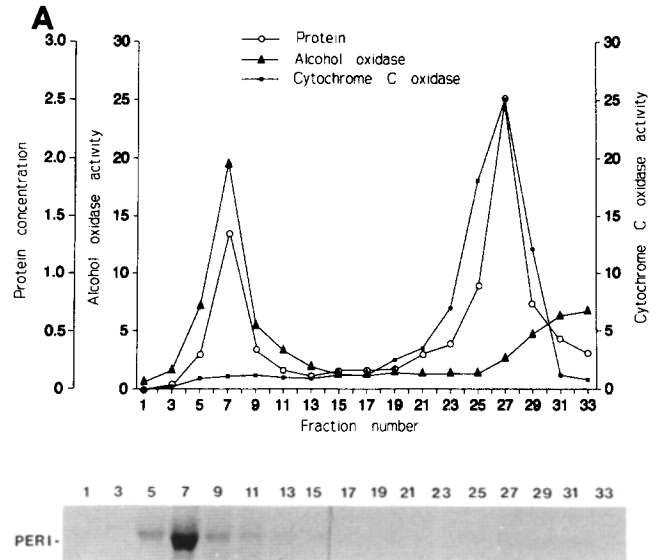 A
Protein
Alcohol oxidase
Cytochrome C oxidase
Protein concentration
3.0
2.5
2.0
1.5
1.0
0.5
0
Alcohol oxidase activity
30
25
20
15
10
5
0
Cytochrome C oxidase activity
30
25
20
15
10
5
0
1 3 5 7 9 11 13 15 17 19 21 23 25 27 29 31 33
Fraction number
1 3 5 7 9 11 13 15 17 19 21 23 25 27 29 31 33
PERI-